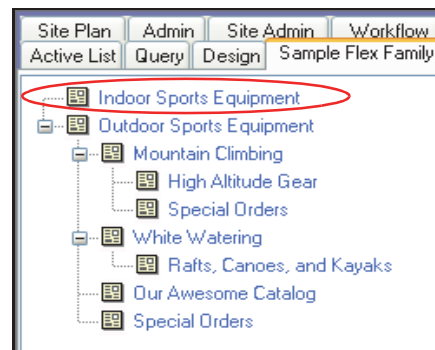 Site Plan Admin Site Admin Workflow
Active List Query Design Sample Flex Family
Indoor Sports Equipment
Outdoor Sports Equipment
Mountain Climbing
High Altitude Gear
Special Orders
White Watering
Rafts, Canoes, and Kayaks
Our Awesome Catalog
Special Orders